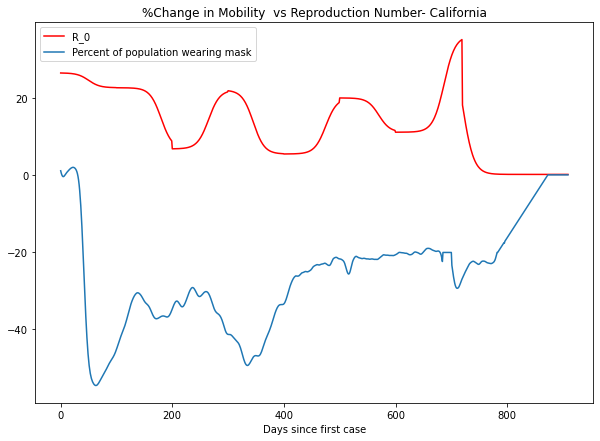 %Change in Mobility  vs Reproduction Number- California
R_0
Percent of population wearing mask
20
0
−20
−40
0
200
400
600
800
Days since first case